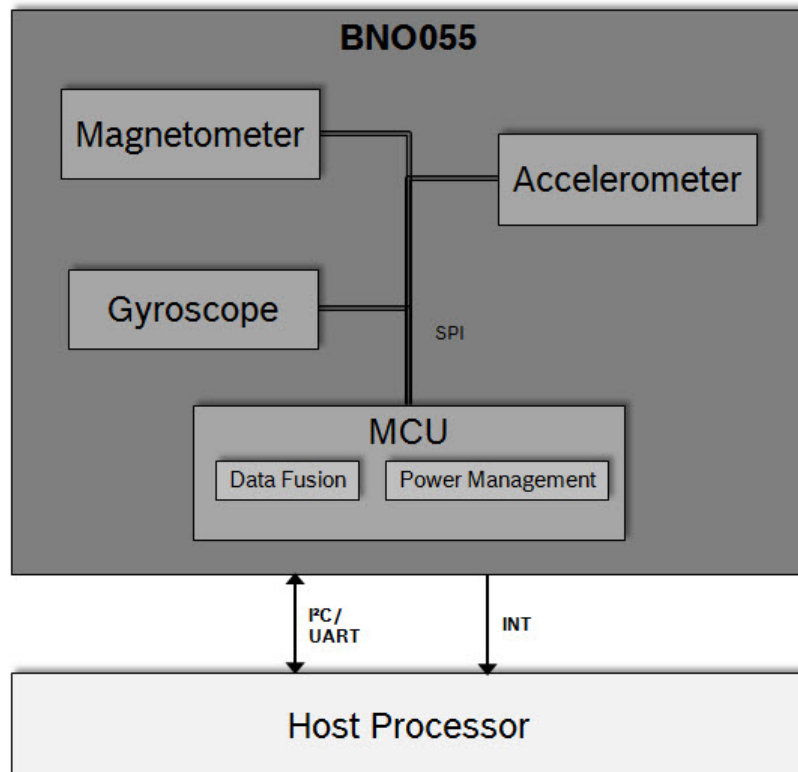 BNO055
Magnetometer
Accelerometer
Gyroscope
SPI
MCU
Data Fusion
Power Management
I²C/
UART
INT
Host Processor